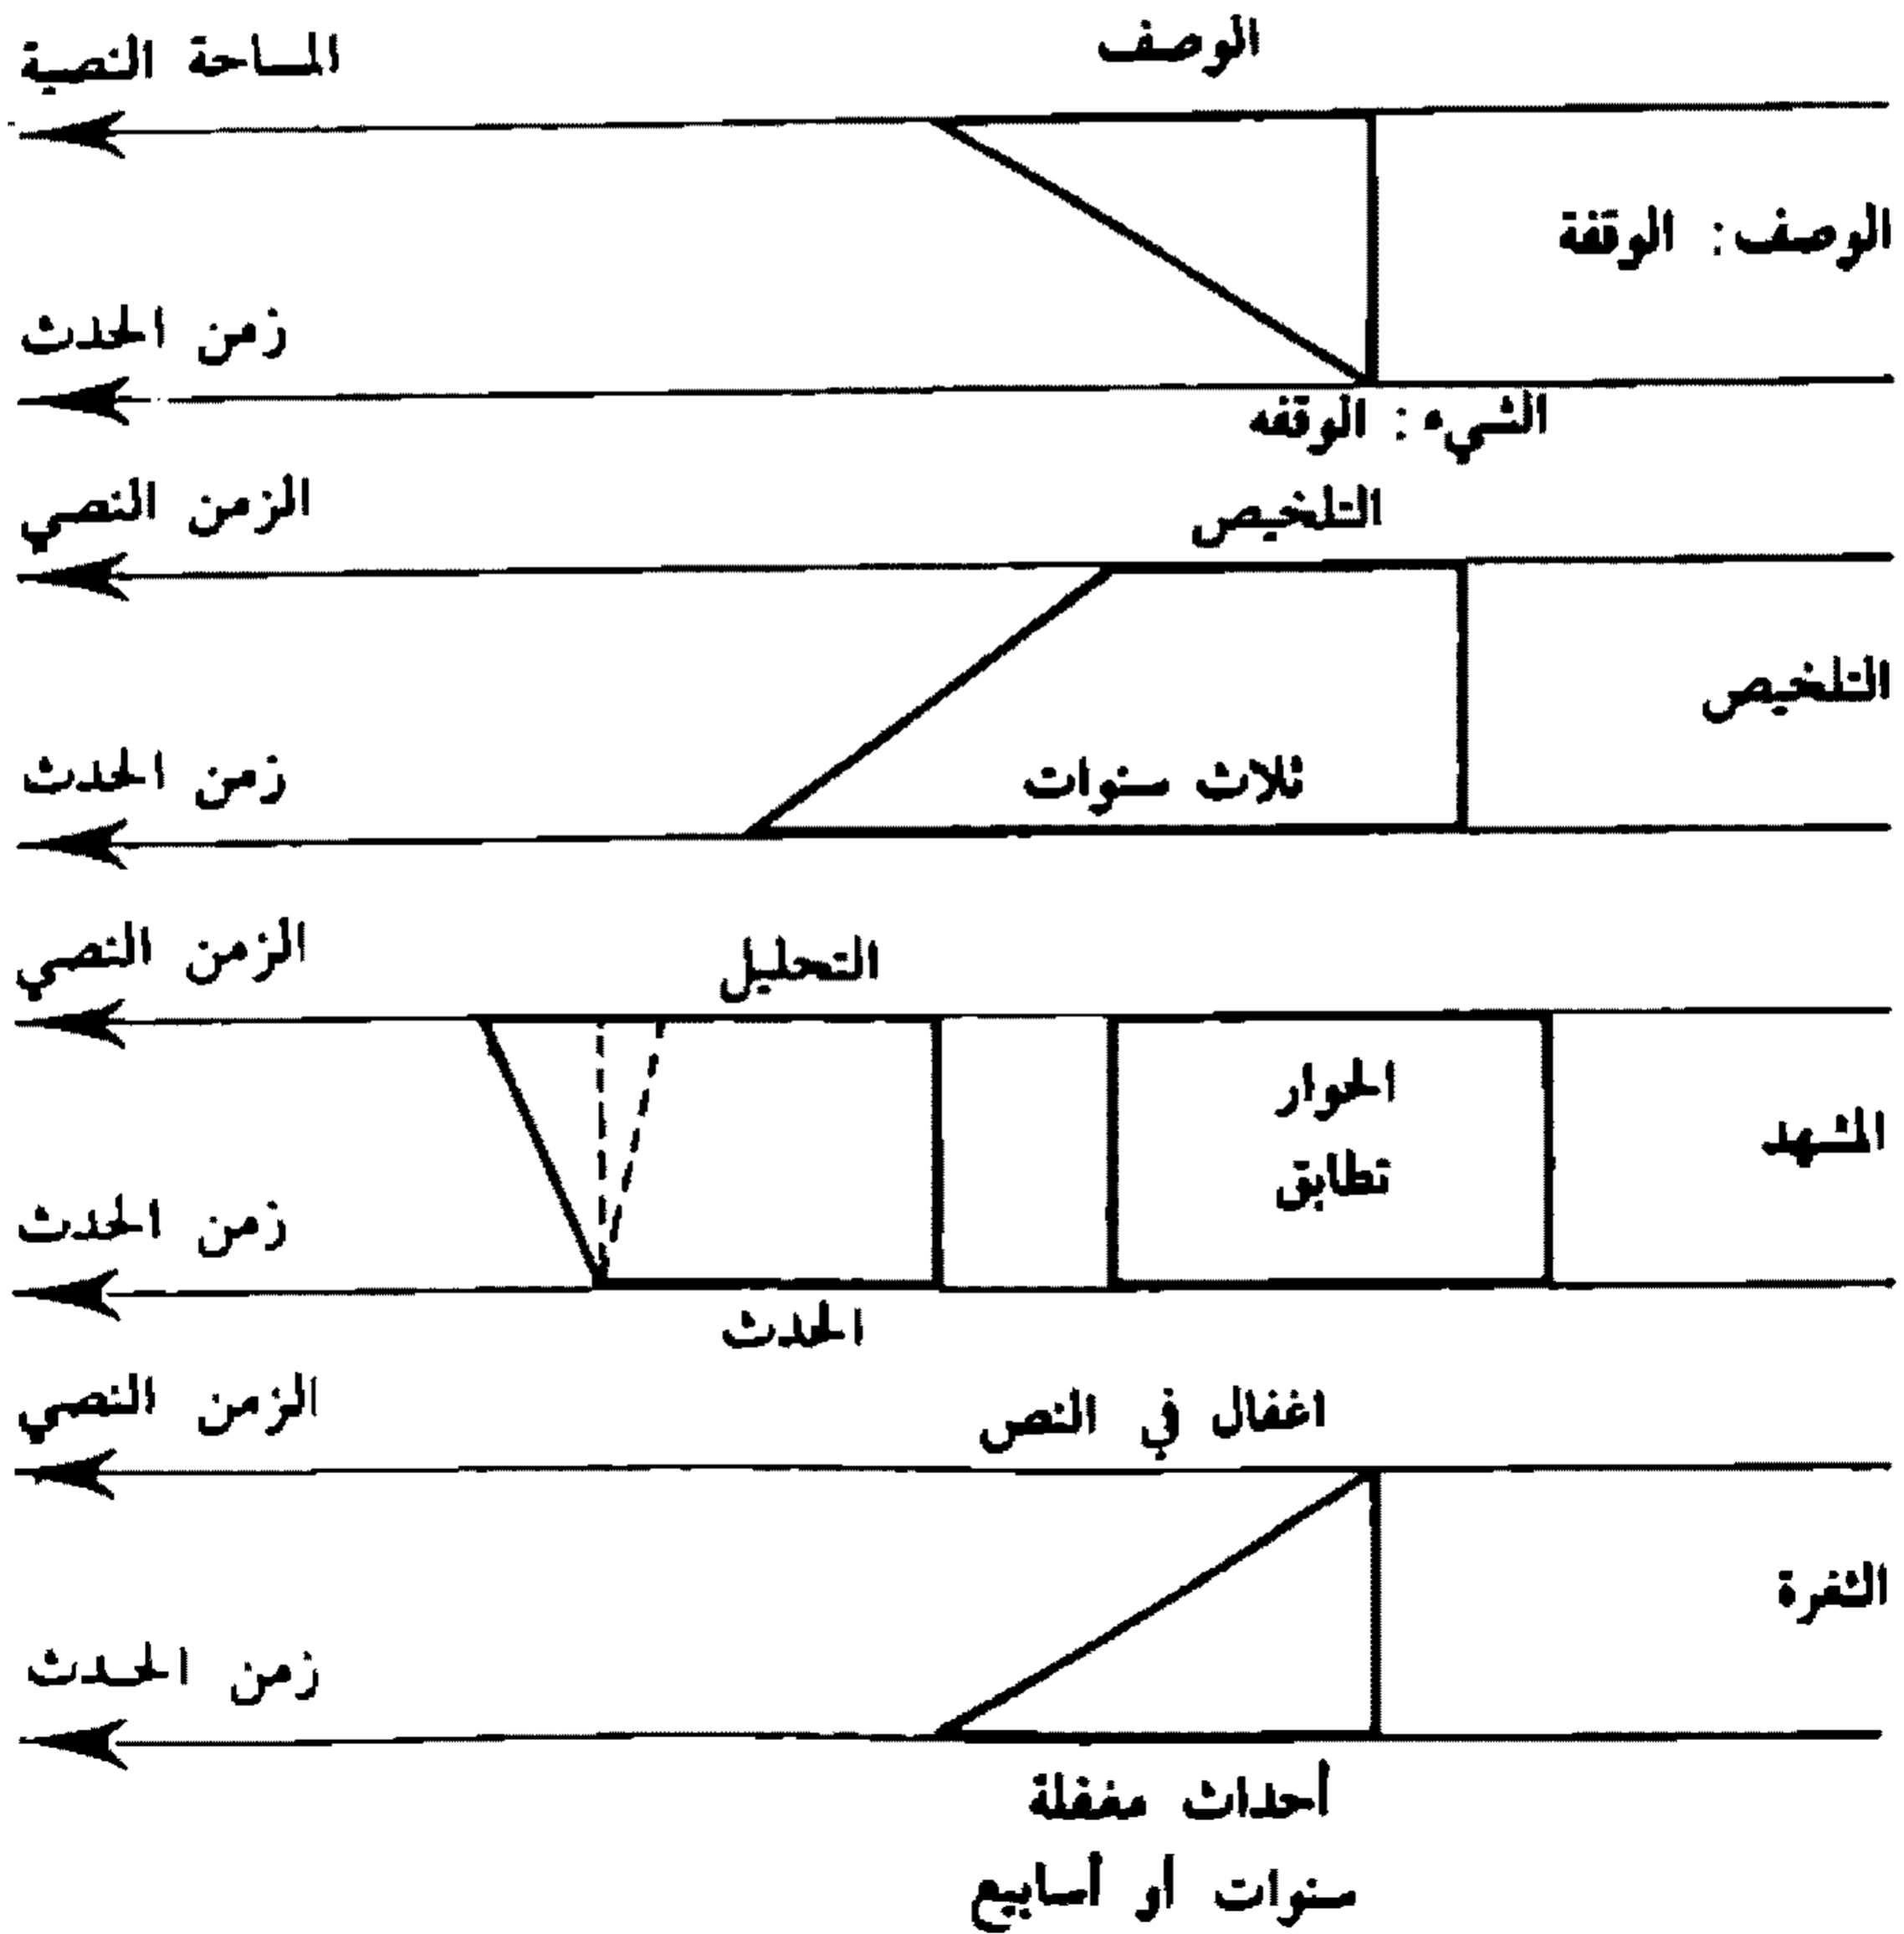 الوصف
المساحة النصية
الوصف : الوقفة
زمن الحدث
الشيء : الوقفه
التلخيص
الزمن النصي
التلخيص
ثلاث سنوات
زمن الحدث
التحليل
الزمن النصي
الحوار
تطابق
المشهد
زمن الحدث
الحدث
اغفال في النص
الزمن النصي
الثغرة
زمن الحدث
أحداث مغفلة
سنوات أو أسابيع